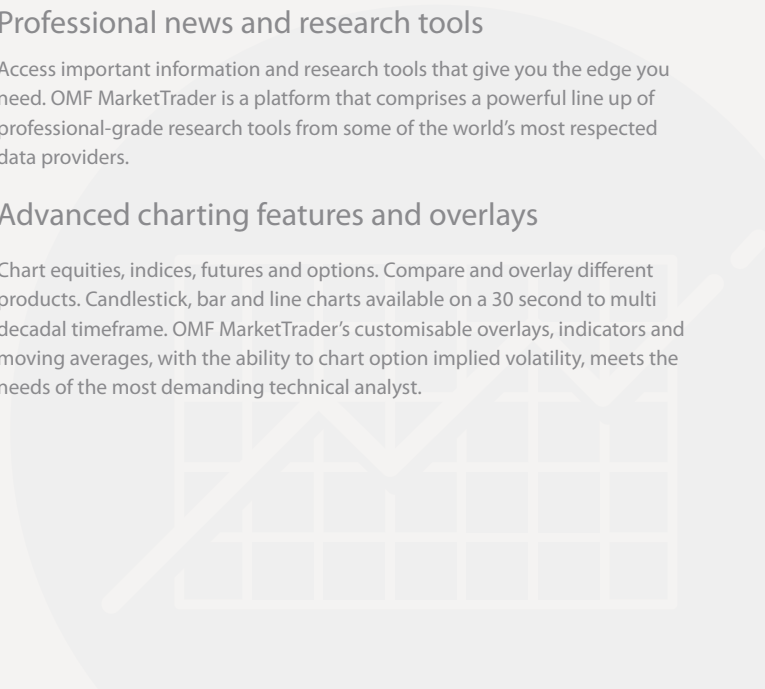 Professional news and research tools
Access important information and research tools that give you the edge you
need. OMF MarketTrader is a platform that comprises a powerful line up of
professional-grade research tools from some of the world's most respected
data providers.
Advanced charting features and overlays
Chart equities, indices, futures and options. Compare and overlay different
products. Candlestick, bar and line charts available on a 30 second to multi
decadal timeframe. OMF MarketTrader's customisable overlays, indicators and
moving averages, with the ability to chart option implied volatility, meets the
needs of the most demanding technical analyst.